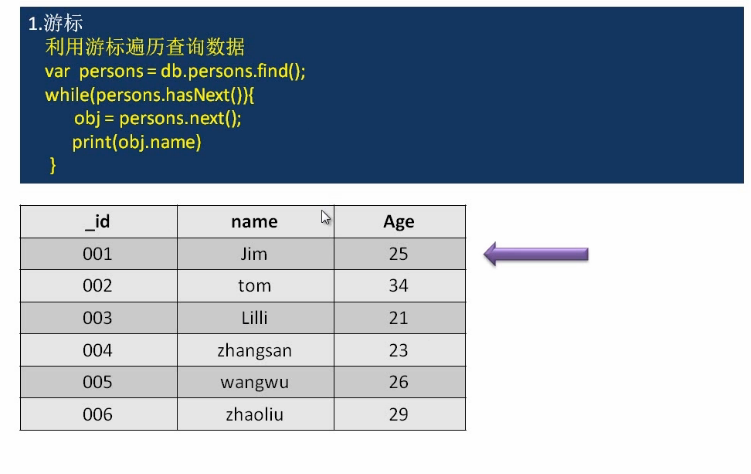 1.游标
利用游标遍历查询数据
var persons = db.persons.find();
while(persons.hasNext()){
obj = persons.next();
print(obj.name)
}
_id name Age
001 Jim 25
002 tom 34
003 Lilli 21
004 zhangsan 23
005 wangwu 26
006 zhaoliu 29